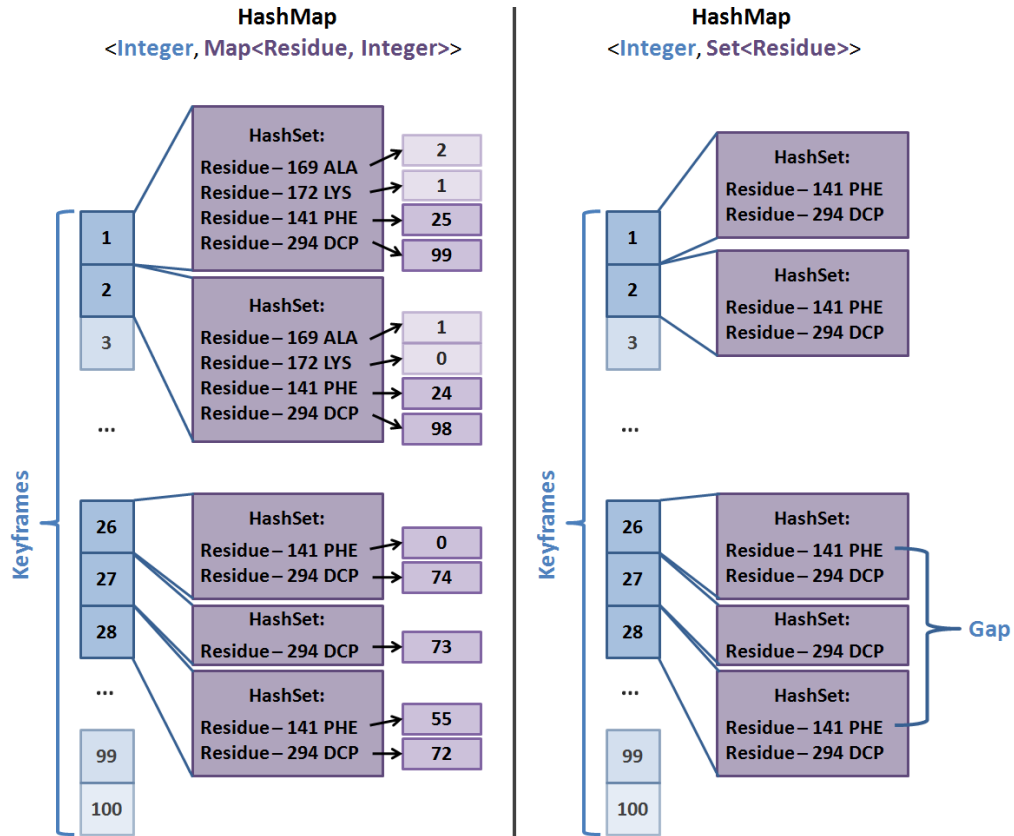 HashMap
<Integer, Map<Residue, Integer>>
Keyframes
1
2
3
...
26
27
28
...
99
100
HashSet:
Residue – 169 ALA
2
Residue – 172 LYS
1
Residue – 141 PHE
25
Residue – 294 DCP
99
HashSet:
Residue – 169 ALA
1
Residue – 172 LYS
0
Residue – 141 PHE
24
Residue – 294 DCP
98
HashSet:
Residue – 141 PHE
0
Residue – 294 DCP
74
HashSet:
Residue – 294 DCP
73
HashSet:
Residue – 141 PHE
55
Residue – 294 DCP
72
HashMap
<Integer, Set<Residue>>
Keyframes
1
2
3
...
26
27
28
...
99
100
HashSet:
Residue – 141 PHE
Residue – 294 DCP
HashSet:
Residue – 141 PHE
Residue – 294 DCP
HashSet:
Residue – 141 PHE
Residue – 294 DCP
HashSet:
Residue – 294 DCP
HashSet:
Residue – 141 PHE
Residue – 294 DCP
Gap